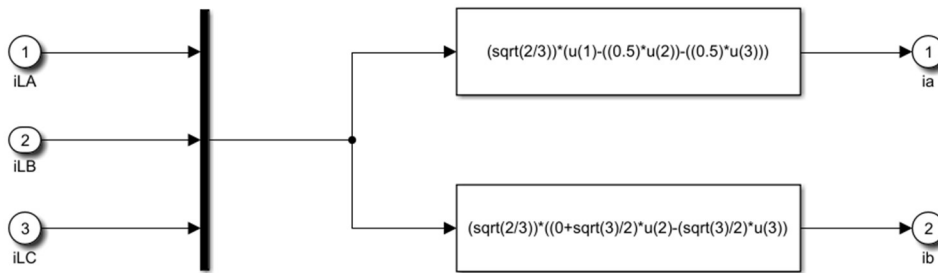 1
iLA
2
iLB
3
iLC
(sqrt(2/3))*(u(1)-((0.5)*u(2))-((0.5)*u(3)))
(sqrt(2/3))*((0+sqrt(3)/2)*u(2)-(sqrt(3)/2)*u(3))
1
ia
2
ib